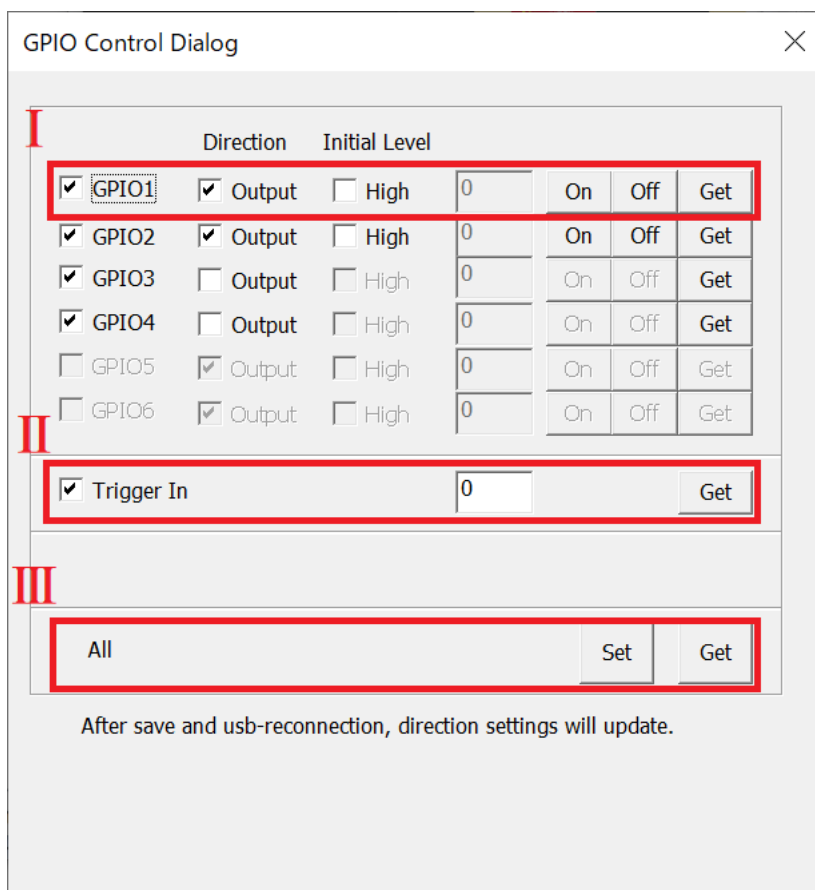 GPIO Control Dialog
I
Direction Initial Level
GPIO1 Output High 0 On Off Get
GPIO2 Output High 0 On Off Get
GPIO3 Output High 0 On Off Get
GPIO4 Output High 0 On Off Get
GPIO5 Output High 0 On Off Get
GPIO6 Output High 0 On Off Get
II
Trigger In 0 Get
III
All Set Get
After save and usb-reconnection, direction settings will update.